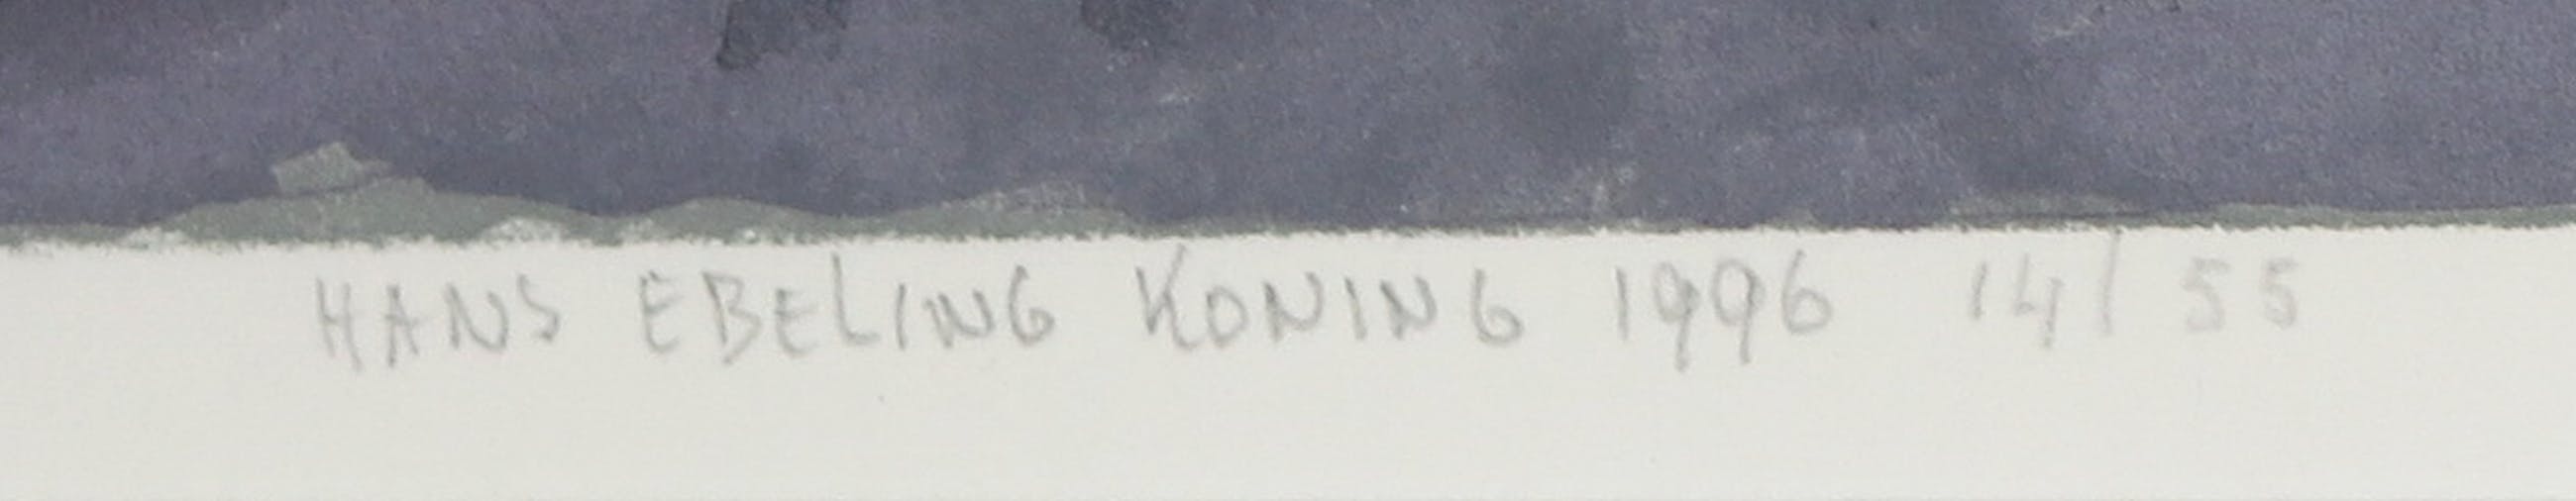 HANS EBELING KONING 1996 14/55